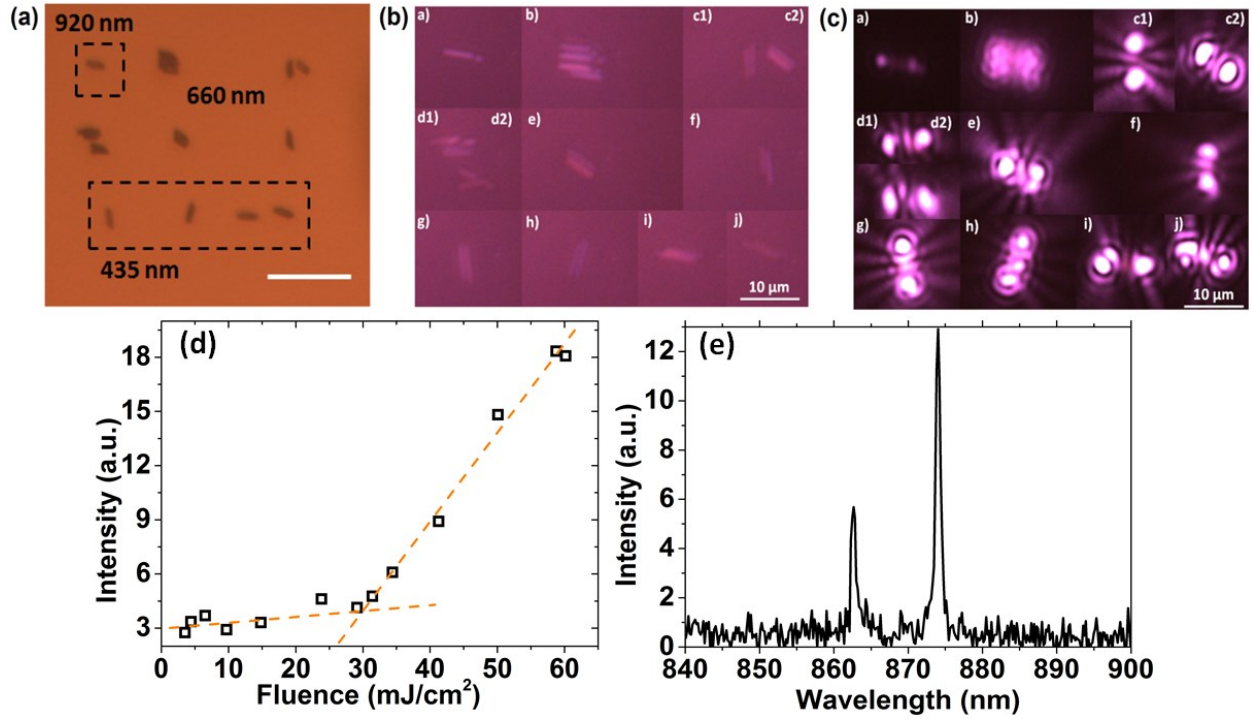 (a)
920 nm
660 nm
435 nm
(b)
a)
b)
c1)
c2)
d1)
d2)
e)
f)
g)
h)
i)
j)
10 µm
(c)
a)
b)
c1)
c2)
d1)
d2)
e)
f)
g)
h)
i)
j)
10 µm
(d)
18
15
12
9
6
3
Intensity (a.u.)
0 10 20 30 40 50 60
Fluence (mJ/cm²)
(e)
12
10
8
6
4
2
0
Intensity (a.u.)
840 850 860 870 880 890 900
Wavelength (nm)